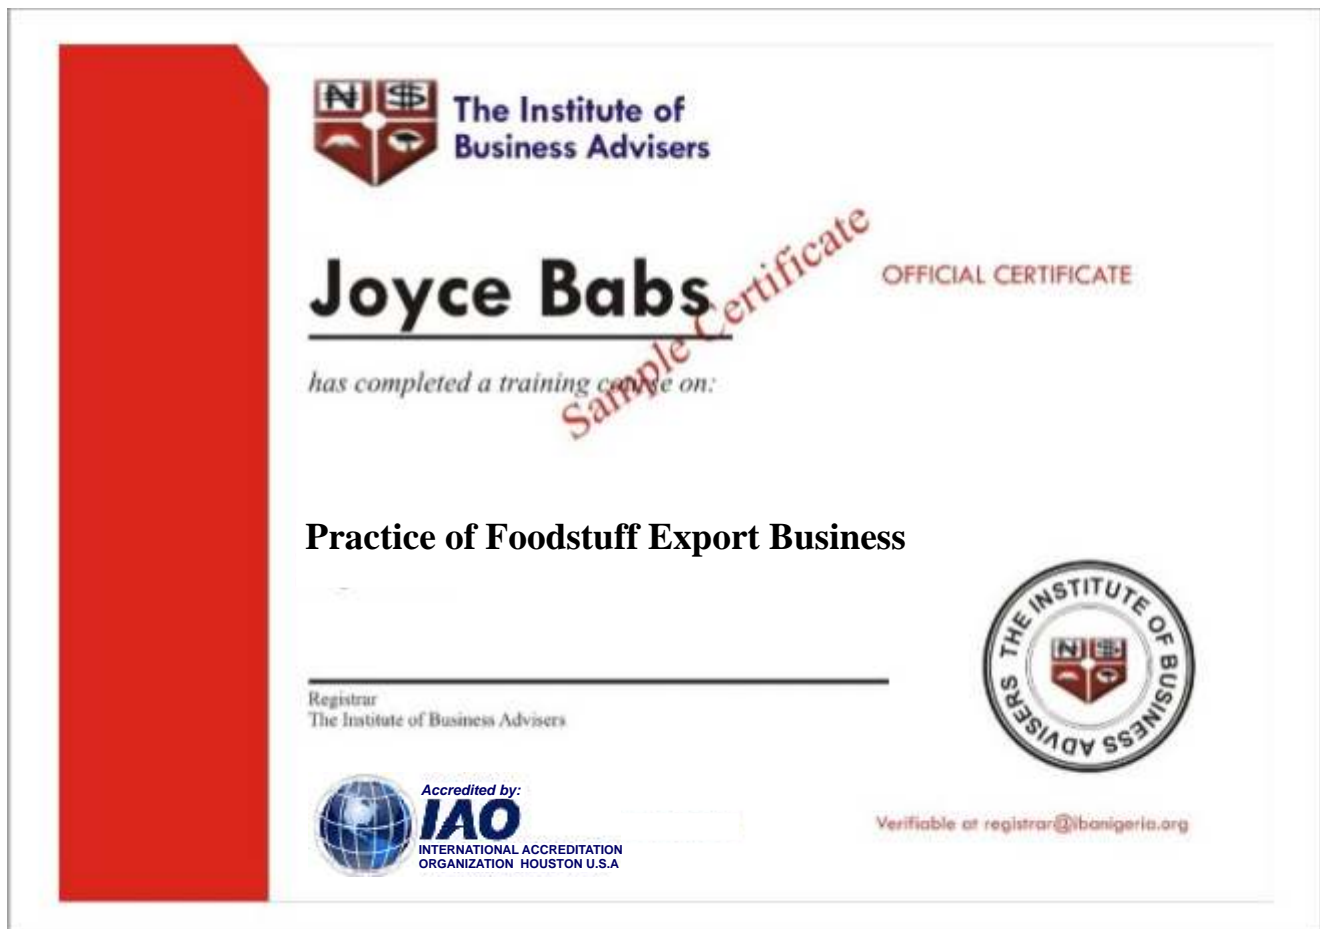 The Institute of
Business Advisers
Joyce Babs
OFFICIAL CERTIFICATE
Sample Certificate
has completed a training course on:
Practice of Foodstuff Export Business
Registrar
The Institute of Business Advisers
THE INSTITUTE OF BUSINESS ADVISERS
Accredited by:
IAO
INTERNATIONAL ACCREDITATION
ORGANIZATION HOUSTON U.S.A
Verifiable at registrar@ibanigeria.org